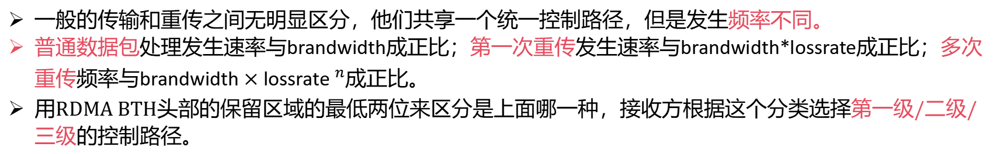 ➢ 一般的传输和重传之间无明显区分，他们共享一个统一控制路径，但是发生频率不同。
➢ 普通数据包处理发生速率与brandwidth成正比；第一次重传发生速率与brandwidth*lossrate成正比；多次
重传频率与brandwidth × lossrate ⁿ成正比。
➢ 用RDMA BTH头部的保留区域的最低两位来区分是上面哪一种，接收方根据这个分类选择第一级/二级/
三级的控制路径。